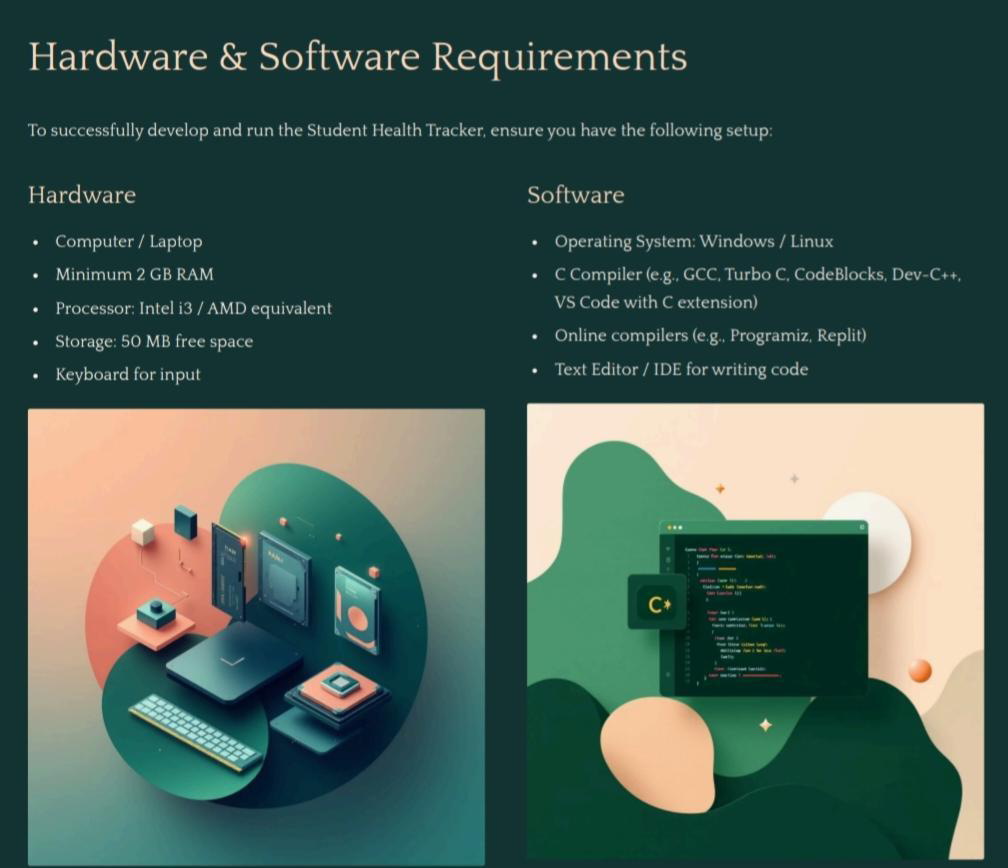 Hardware & Software Requirements
To successfully develop and run the Student Health Tracker, ensure you have the following setup:
Hardware
• Computer / Laptop
• Minimum 2 GB RAM
• Processor: Intel i3 / AMD equivalent
• Storage: 50 MB free space
• Keyboard for input
Software
• Operating System: Windows / Linux
• C Compiler (e.g., GCC, Turbo C, CodeBlocks, Dev-C++,
VS Code with C extension)
• Online compilers (e.g., Programiz, Replit)
• Text Editor / IDE for writing code